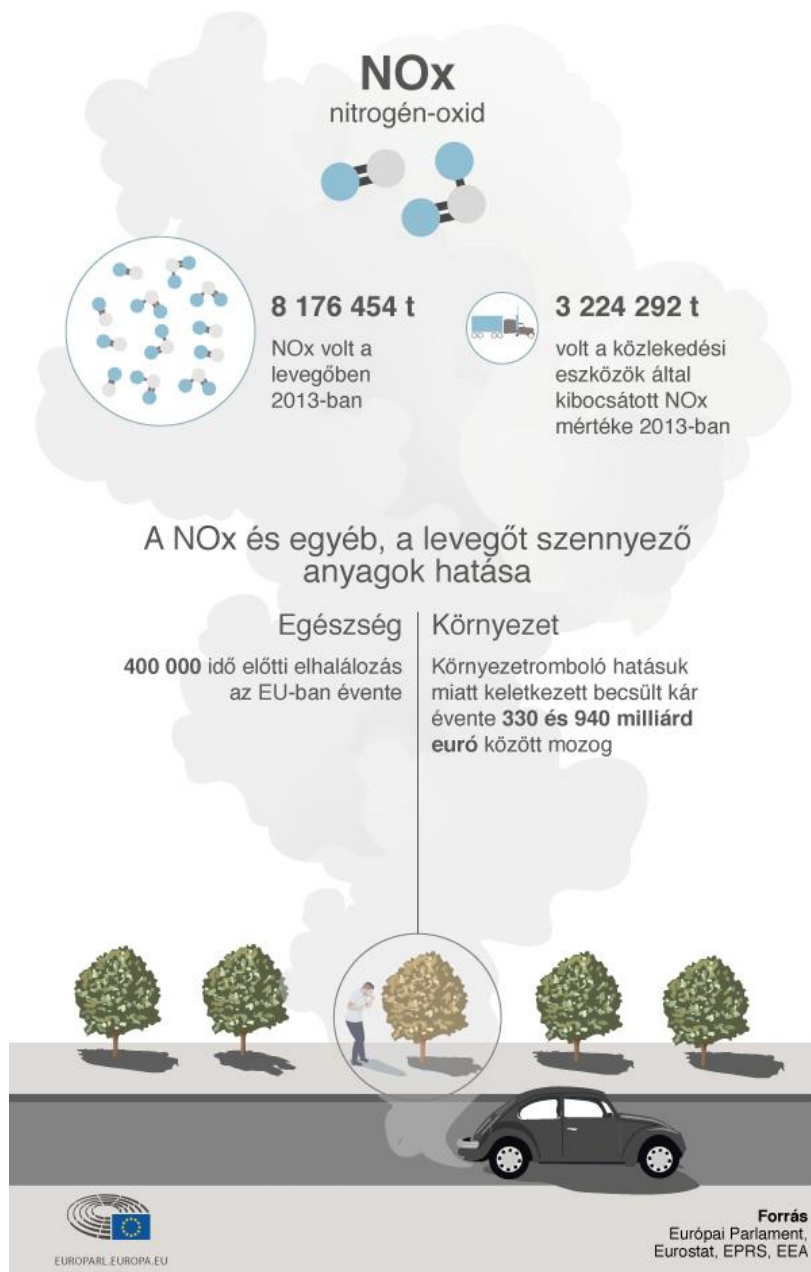 NOx
nitrogén-oxid
8 176 454 t
NOx volt a
levegőben
2013-ban
3 224 292 t
volt a közlekedési
eszközök által
kibocsátott NOx
mértéke 2013-ban
A NOx és egyéb, a levegőt szennyező
anyagok hatása
Egészség
400 000 idő előtti elhalálozás
az EU-ban évente
Környezet
Környezetromboló hatásuk
miatt keletkezett becsült kár
évente 330 és 940 milliárd
euró között mozog
EUROPARL.EUROPA.EU
Forrás
Európai Parlament,
Eurostat, EPRS, EEA